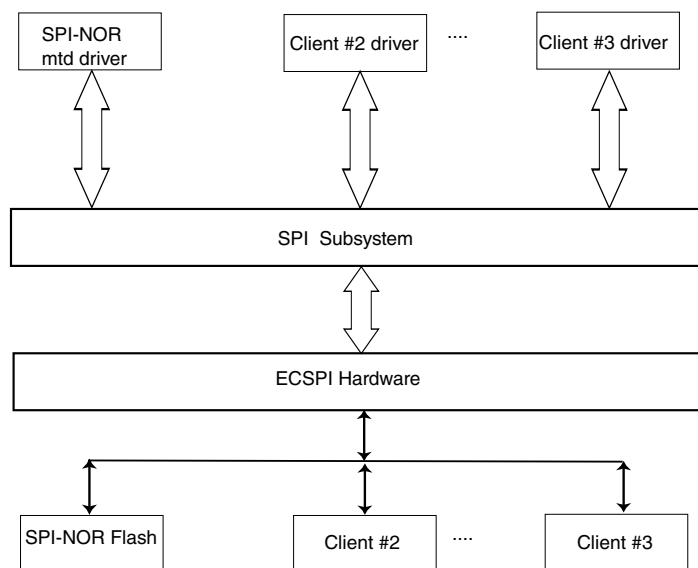 SPI-NOR
mtd driver
Client #2 driver
....
Client #3 driver
SPI Subsystem
ECSPI Hardware
SPI-NOR Flash
Client #2
....
Client #3